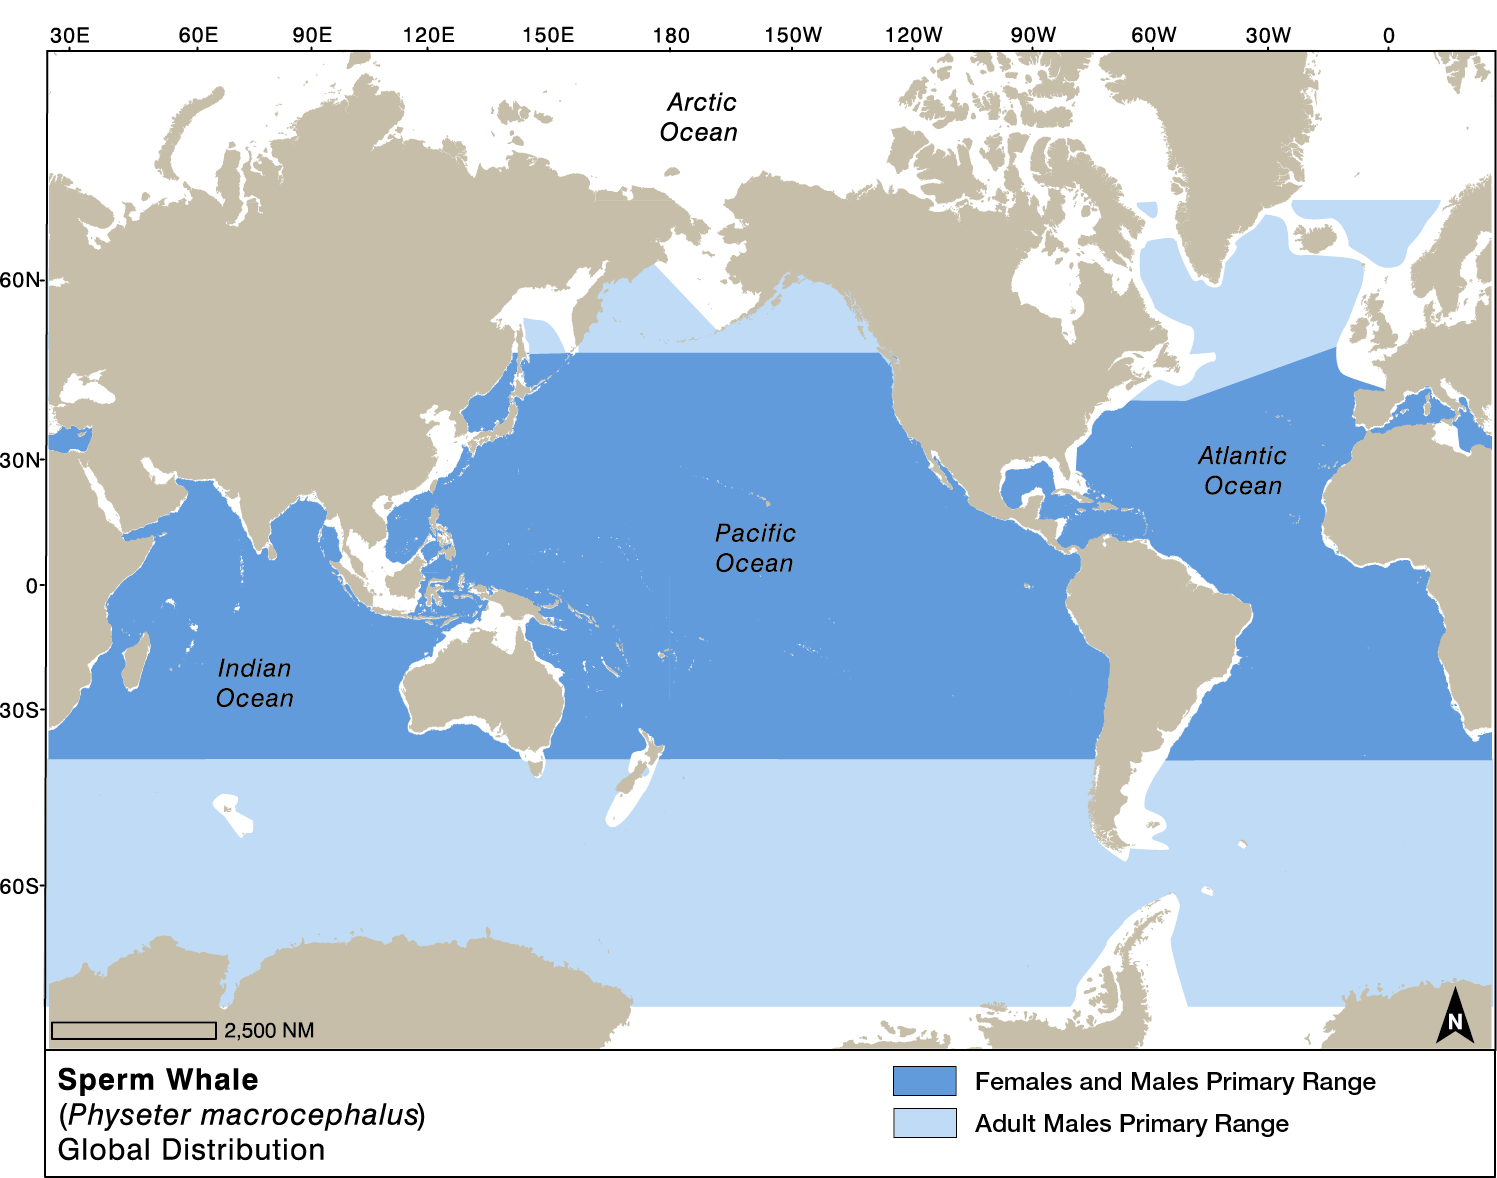 30E 60E 90E 120E 150E 180 150W 120W 90W 60W 30W 0
Arctic
Ocean
60N
30N
Atlantic
Ocean
Pacific
Ocean
0
Indian
Ocean
30S
60S
N
2,500 NM
Sperm Whale
(Physeter macrocephalus)
Global Distribution
Females and Males Primary Range
Adult Males Primary Range